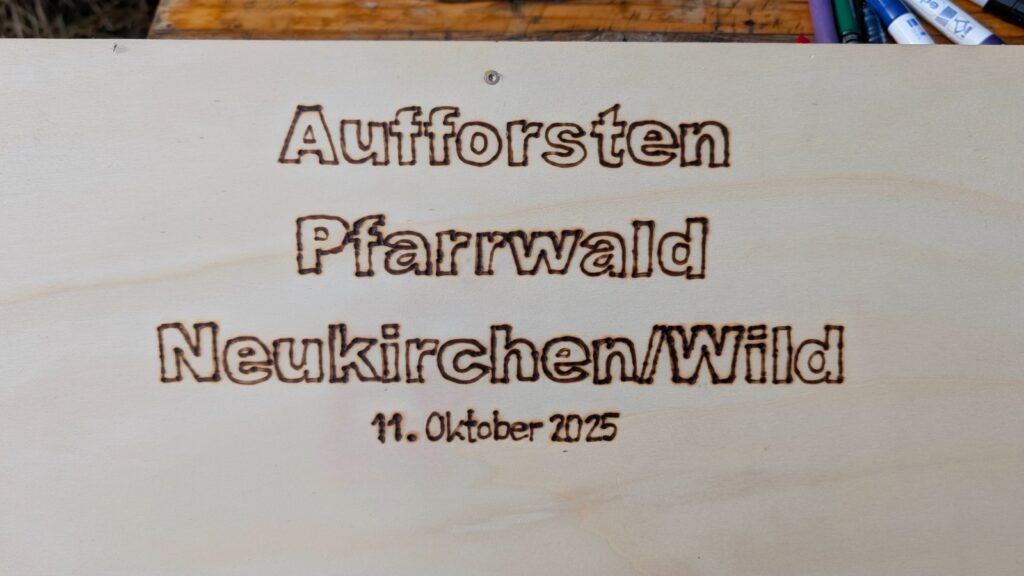 Aufforsten
Pfarrwald
Neukirchen/Wild
11. Oktober 2025